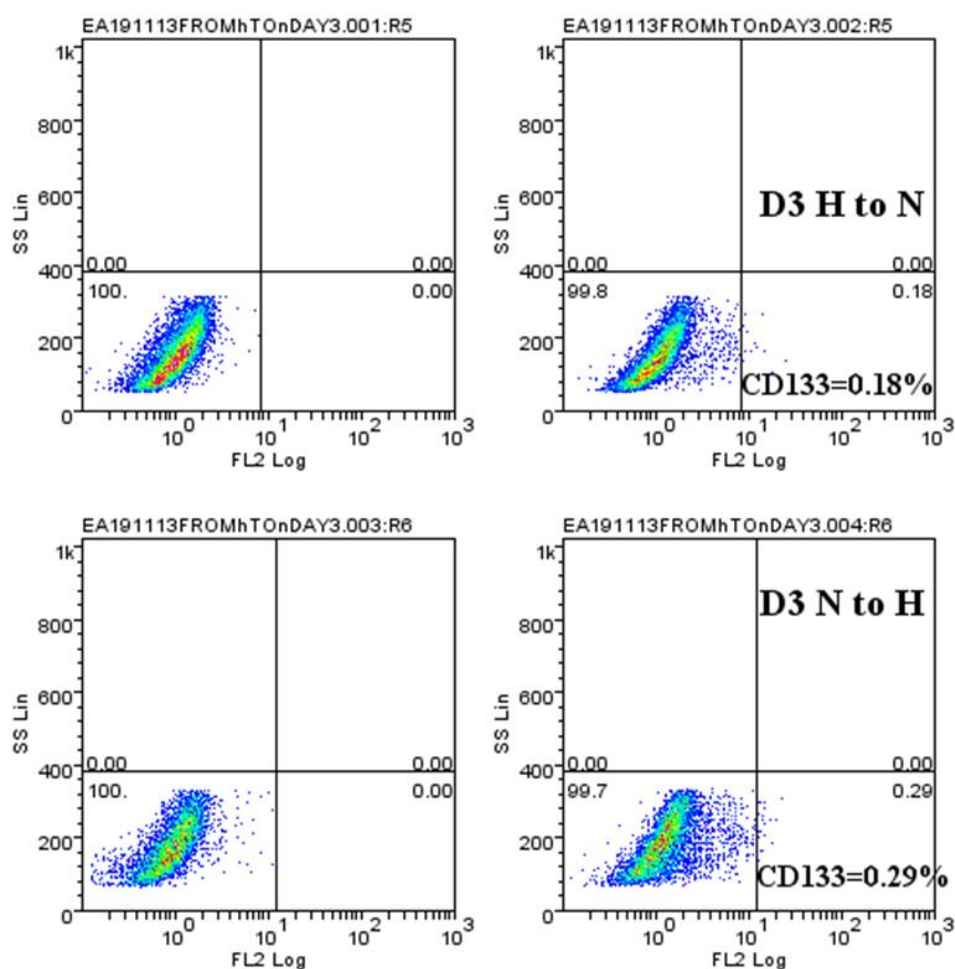 EA191113FROMhTOnDAY3.001:R5
1k
800
600
400
200
0
SS Lin
0.00
0.00
100.
0.00
10^0
10^1
10^2
10^3
FL2 Log
EA191113FROMhTOnDAY3.002:R5
1k
800
600
400
200
0
SS Lin
D3 H to N
0.00
0.00
99.8
0.18
CD133=0.18%
10^0
10^1
10^2
10^3
FL2 Log
EA191113FROMhTOnDAY3.003:R6
1k
800
600
400
200
0
SS Lin
0.00
0.00
100.
0.00
10^0
10^1
10^2
10^3
FL2 Log
EA191113FROMhTOnDAY3.004:R6
1k
800
600
400
200
0
SS Lin
D3 N to H
0.00
0.00
99.7
0.29
CD133=0.29%
10^0
10^1
10^2
10^3
FL2 Log